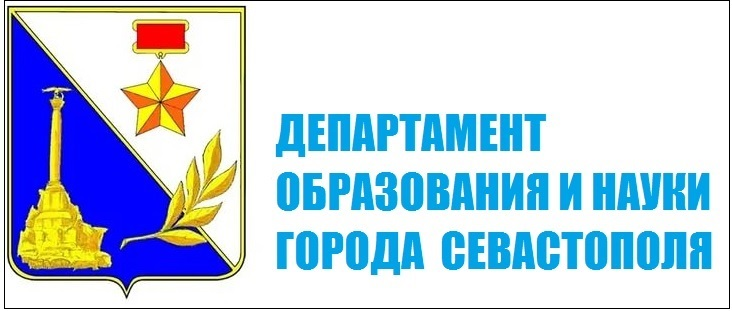 ДЕПАРТАМЕНТ
ОБРАЗОВАНИЯ И НАУКИ
ГОРОДА СЕВАСТОПОЛЯ